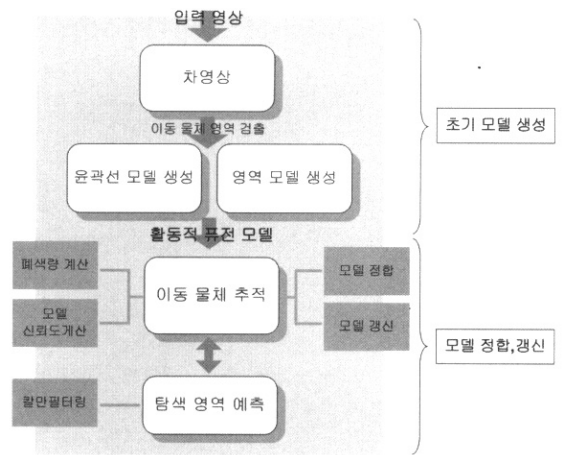 입력 영상
차영상
이동 물체 영역 검출
초기 모델 생성
윤곽선 모델 생성
영역 모델 생성
활동적 퓨전 모델
폐색량 계산
이동 물체 추적
모델 정합
모델
신뢰도계산
모델 갱신
모델 정합,갱신
칼만필터링
탐색 영역 예측